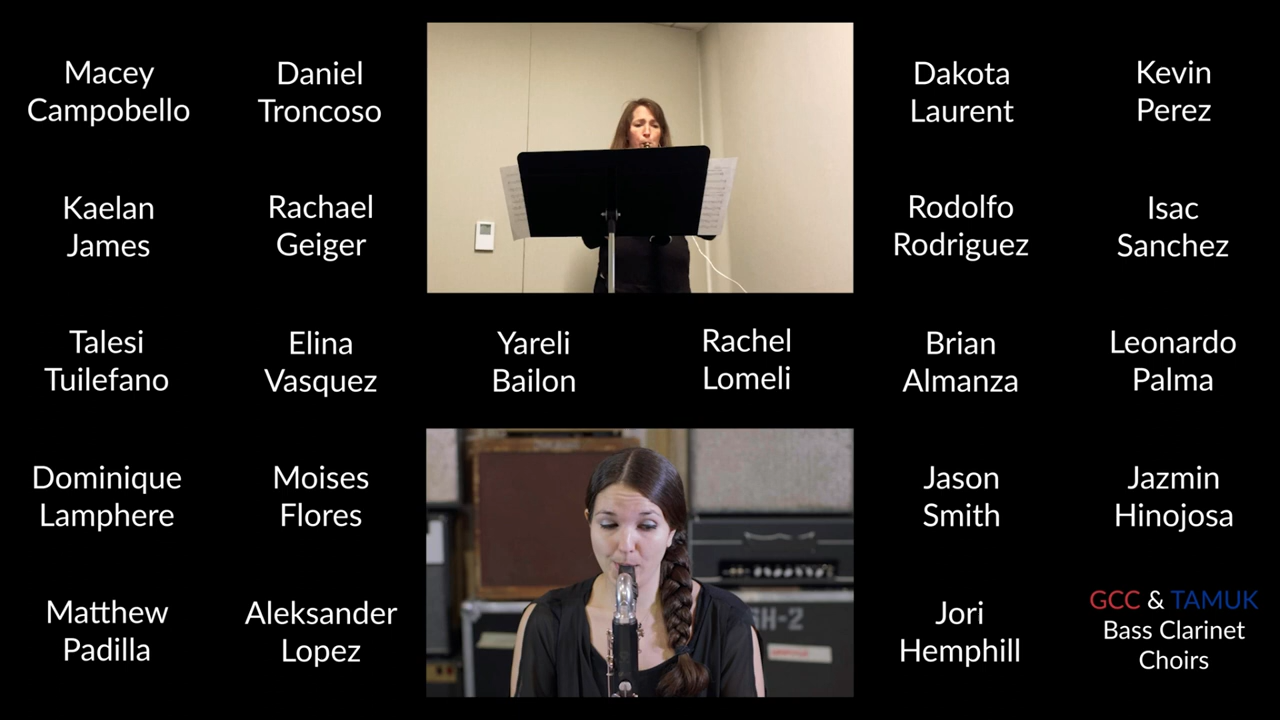 Macey
Campobello
Daniel
Troncoso
Dakota
Laurent
Kevin
Perez
Kaelan
James
Rachael
Geiger
Rodolfo
Rodriguez
Isac
Sanchez
Talesi
Tuilefano
Elina
Vasquez
Yareli
Bailon
Rachel
Lomeli
Brian
Almanza
Leonardo
Palma
Dominique
Lamphere
Moises
Flores
Jason
Smith
Jazmin
Hinojosa
Matthew
Padilla
Aleksander
Lopez
SH-2
Jori
Hemphill
GCC & TAMUK
Bass Clarinet
Choirs